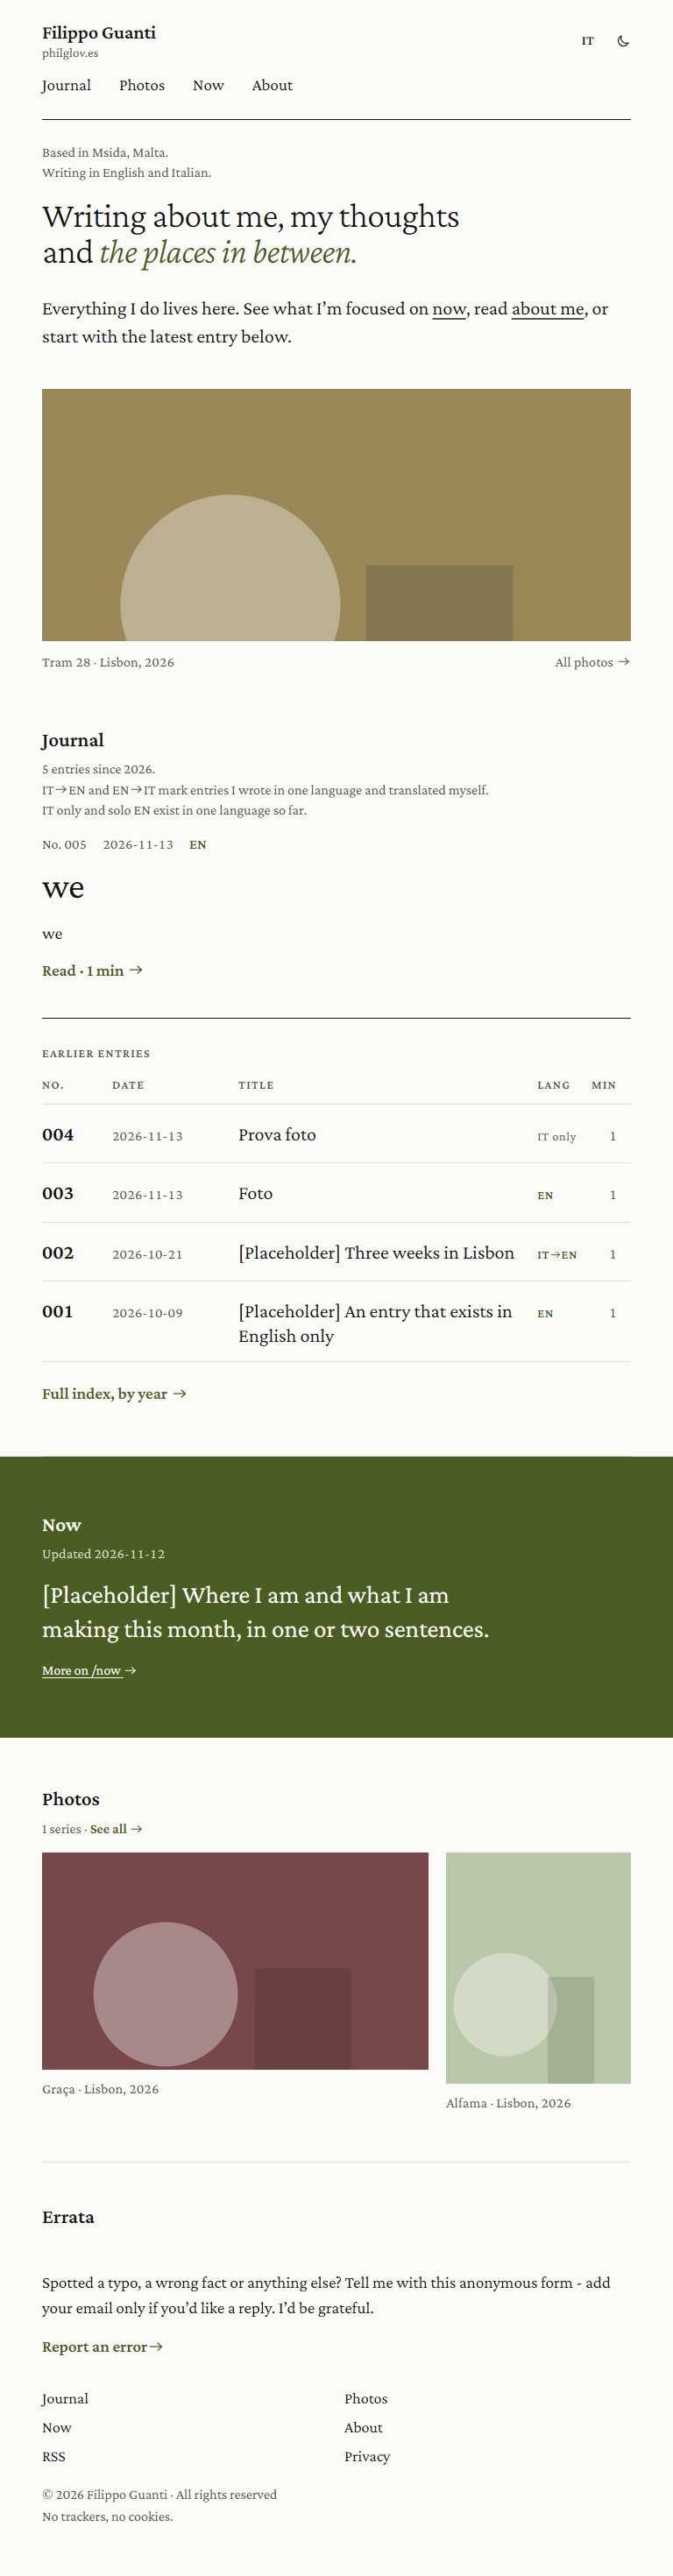 Filippo Guanti
philglov.es
IT
Journal Photos Now About
Based in Msida, Malta.
Writing in English and Italian.
Writing about me, my thoughts
and the places in between.
Everything I do lives here. See what I’m focused on now, read about me, or
start with the latest entry below.
Tram 28 · Lisbon, 2026
All photos →
Journal
5 entries since 2026.
IT→EN and EN→IT mark entries I wrote in one language and translated myself.
IT only and solo EN exist in one language so far.
No. 005 2026-11-13 EN
we
we
Read · 1 min →
EARLIER ENTRIES
NO. DATE TITLE LANG MIN
004 2026-11-13 Prova foto IT only 1
003 2026-11-13 Foto EN 1
002 2026-10-21 [Placeholder] Three weeks in Lisbon IT→EN 1
001 2026-10-09 [Placeholder] An entry that exists in EN 1
English only
Full index, by year →
Now
Updated 2026-11-12
[Placeholder] Where I am and what I am
making this month, in one or two sentences.
More on /now →
Photos
1 series · See all →
Graça · Lisbon, 2026
Alfama · Lisbon, 2026
Errata
Spotted a typo, a wrong fact or anything else? Tell me with this anonymous form - add
your email only if you’d like a reply. I’d be grateful.
Report an error→
Journal Photos
Now About
RSS Privacy
© 2026 Filippo Guanti · All rights reserved
No trackers, no cookies.